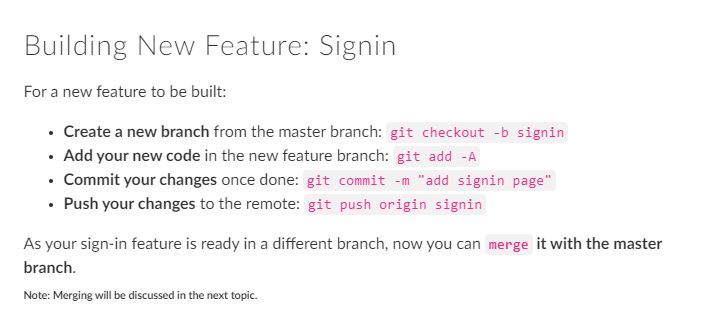 Building New Feature: Signin
For a new feature to be built:
• Create a new branch from the master branch: git checkout -b signin
• Add your new code in the new feature branch: git add -A
• Commit your changes once done: git commit -m "add signin page"
• Push your changes to the remote: git push origin signin
As your sign-in feature is ready in a different branch, now you can merge it with the master
branch.
Note: Merging will be discussed in the next topic.